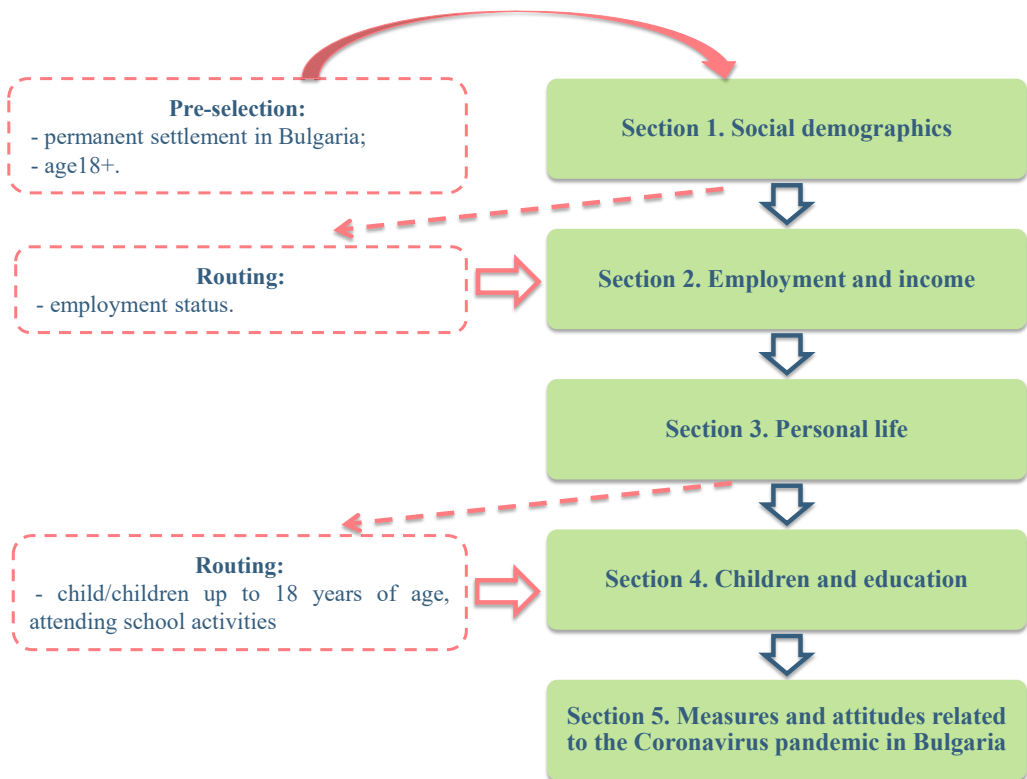 Pre-selection:
- permanent settlement in Bulgaria;
- age18+.
Section 1. Social demographics
Routing:
- employment status.
Section 2. Employment and income
Section 3. Personal life
Routing:
- child/children up to 18 years of age,
attending school activities
Section 4. Children and education
Section 5. Measures and attitudes related
to the Coronavirus pandemic in Bulgaria